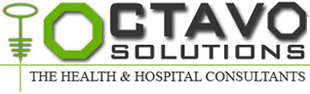 OCTAVO
SOLUTIONS
THE HEALTH & HOSPITAL CONSULTANTS